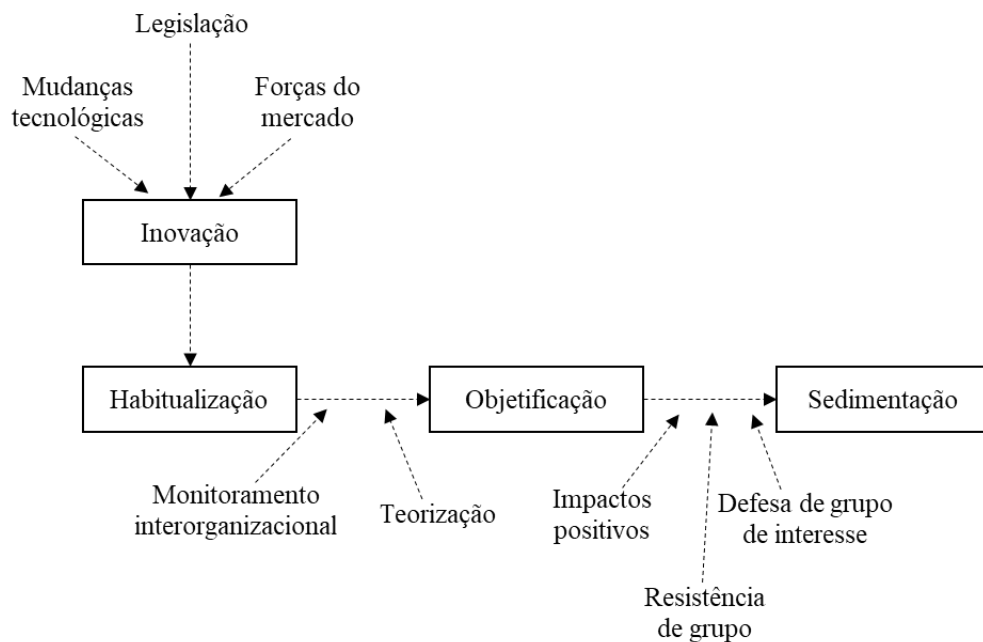 Legislação
Mudanças
tecnológicas
Forças do
mercado
Inovação
Habitualização
Objetificação
Sedimentação
Monitoramento
interorganizacional
Teorização
Impactos
positivos
Defesa de grupo
de interesse
Resistência
de grupo